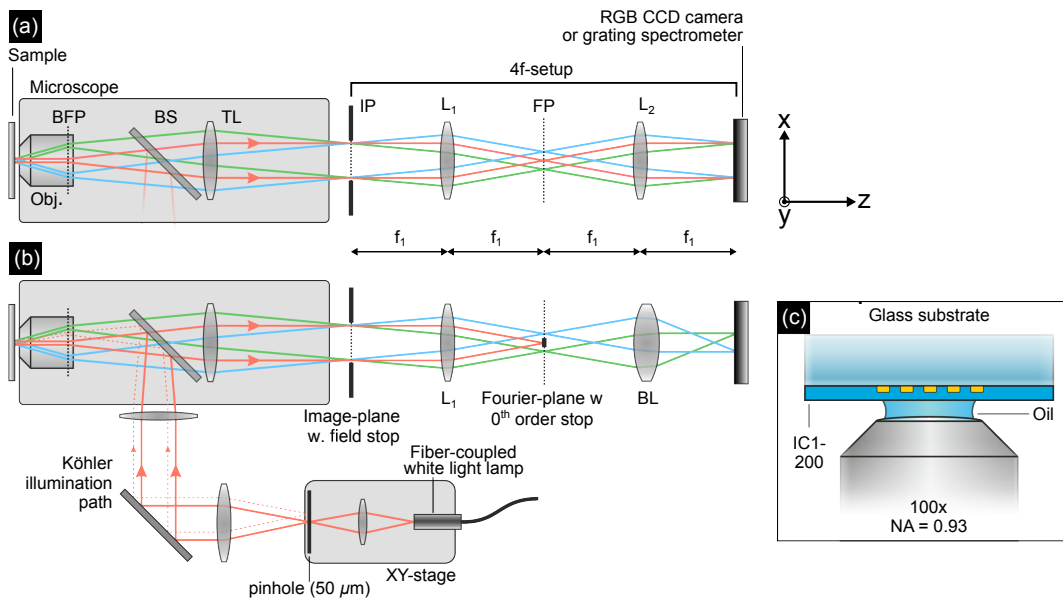 (a)
Sample
Microscope
BFP
BS
TL
Obj.
IP
L1
FP
L2
4f-setup
RGB CCD camera
or grating spectrometer
x
y
z
f1
f1
f1
f1
(b)
Image-plane
w. field stop
L1
Fourier-plane w
0th order stop
BL
Köhler
illumination
path
Fiber-coupled
white light lamp
XY-stage
pinhole (50 µm)
(c)
Glass substrate
Oil
IC1-
200
100x
NA = 0.93